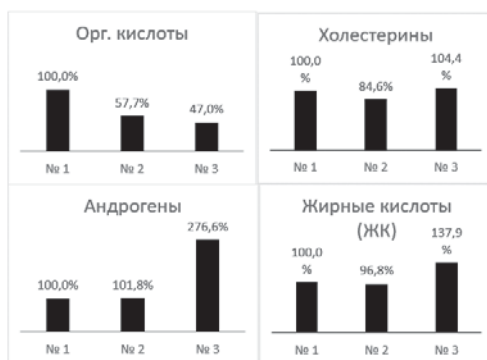 Орг. кислоты
100,0%
57,7%
47,0%
№ 1 № 2 № 3
Холестерины
100,0
%
84,6%
104,4
%
№ 1 № 2 № 3
Андрогены
100,0%
101,8%
276,6%
№ 1 № 2 № 3
Жирные кислоты
(ЖК)
100,0
%
96,8%
137,9
%
№ 1 № 2 № 3